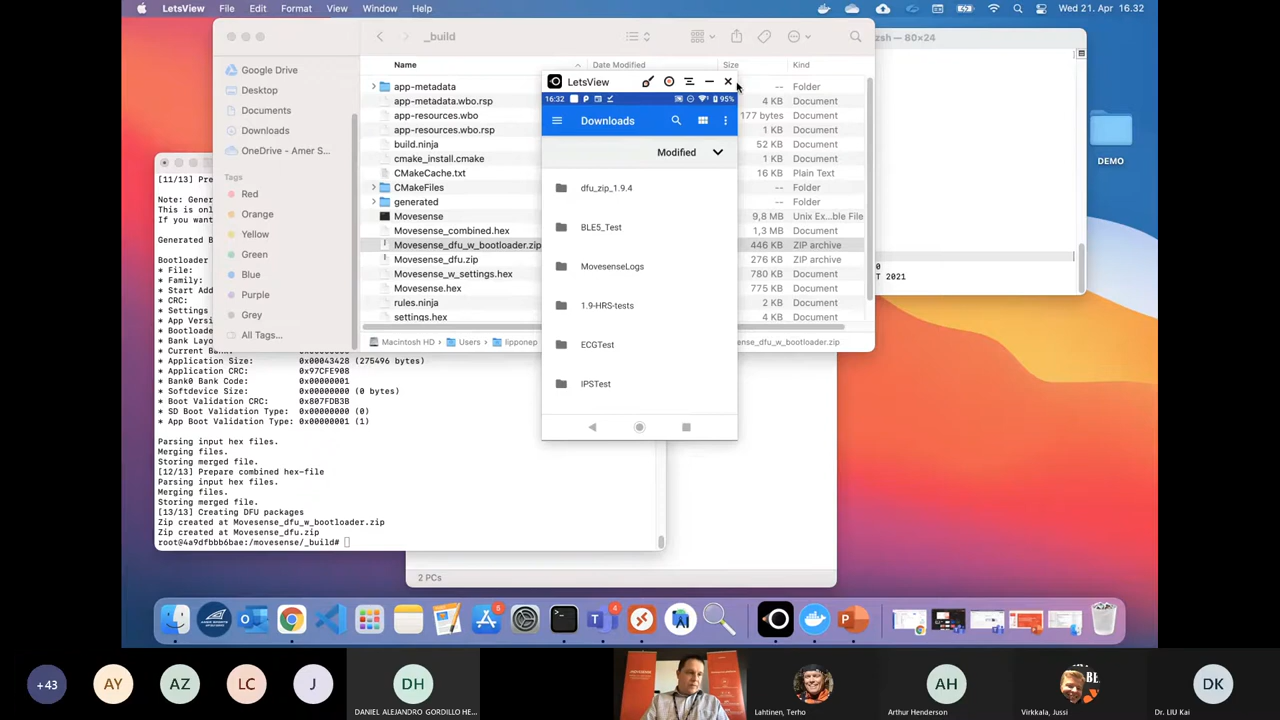 LetsView File Edit Format View Window Help
Wed 21. Apr 16.32
_build
zsh — 80×24
Google Drive
Desktop
Documents
Downloads
OneDrive - Amer S...
Tags
Red
Orange
Yellow
Green
Blue
Purple
Grey
All Tags...
Name Date Modified Size Kind
app-metadata -- Folder
app-metadata.wbo.rsp 4 KB Document
app-resources.wbo 177 bytes Document
app-resources.wbo.rsp 1 KB Document
build.ninja 52 KB Document
cmake_install.cmake 1 KB Document
CMakeCache.txt 16 KB Plain Text
CMakeFiles -- Folder
generated -- Folder
Movesense 9,8 MB Unix Ex...ble File
Movesense_combined.hex 1,3 MB Document
Movesense_dfu_w_bootloader.zip 446 KB ZIP archive
Movesense_dfu.zip 276 KB ZIP archive
Movesense_w_settings.hex 780 KB Document
Movesense.hex 775 KB Document
rules.ninja 2 KB Document
settings.hex 4 KB Document
Macintosh HD Users lipponep
nse_dfu_w_bootloader.zip
LetsView
16:32 95%
Downloads
Modified
dfu_zip_1.9.4
BLE5_Test
MovesenseLogs
1.9-HRS-tests
ECGTest
IPSTest
DEMO
0
T 2021
[11/13] Pre
Note: Gener
This is onl
If you want
Generated B
Bootloader
* File:
* Family:
* Start Add
* CRC:
* Settings
* App Versi
* Bootloade
* Bank Layo
* Current Bank:
* Application Size: 0x00043428 (275496 bytes)
* Application CRC: 0x97CFE908
* Bank0 Bank Code: 0x00000001
* Softdevice Size: 0x00000000 (0 bytes)
* Boot Validation CRC: 0x807FDB3B
* SD Boot Validation Type: 0x00000000 (0)
* App Boot Validation Type: 0x00000001 (1)
Parsing input hex files.
Merging files.
Storing merged file.
[12/13] Prepare combined hex-file
Parsing input hex files.
Merging files.
Storing merged file.
[13/13] Creating DFU packages
Zip created at Movesense_dfu_w_bootloader.zip
Zip created at Movesense_dfu.zip
root@4a9dfbbb6bae:/movesense/_build#
2 PCs
6
4
+43
AY
AZ
LC
J
DH
DANIEL ALEJANDRO GORDILLO HE...
Lahtinen, Terho
AH
Arthur Henderson
Virkkala, Jussi
DK
Dr. LIU Kai